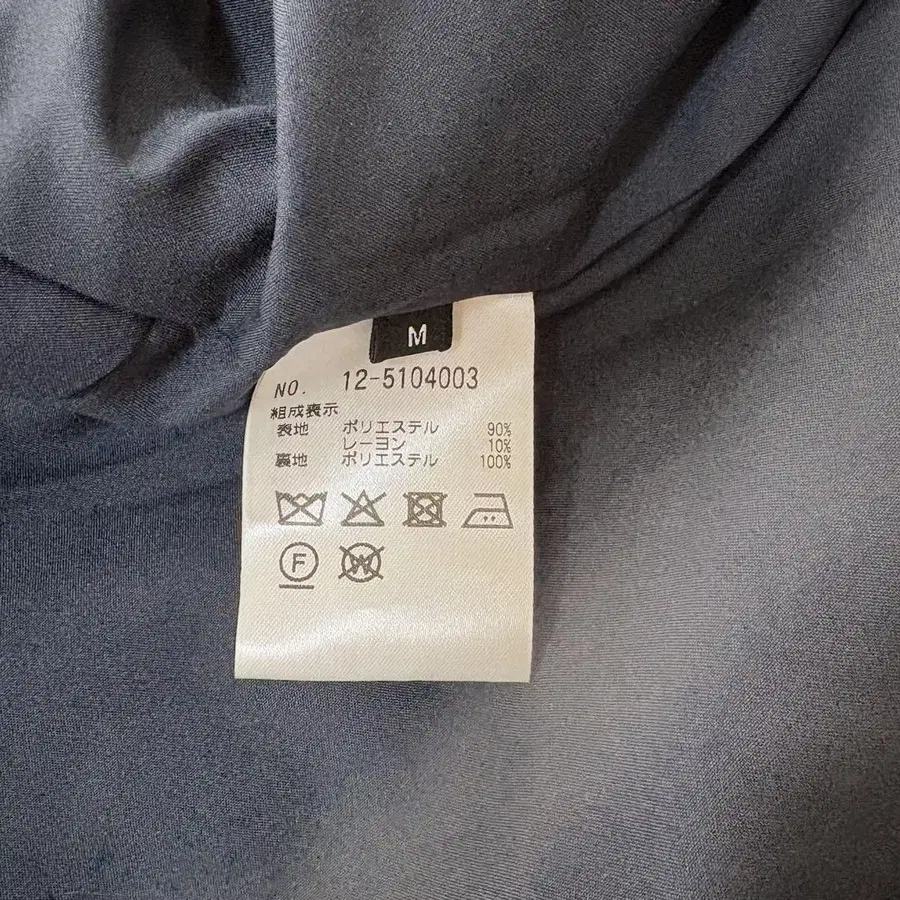 M
NO. 12-5104003
組成表示
表地 ポリエステル 90%
レーヨン 10%
裏地 ポリエステル 100%
F
W